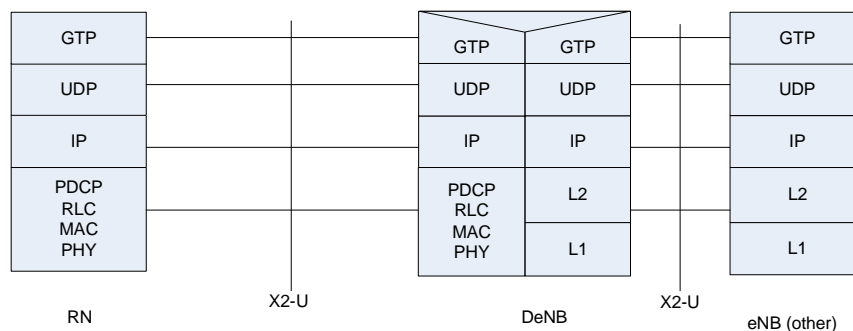 GTP
GTP GTP
GTP
UDP
UDP UDP
UDP
IP
IP IP
IP
PDCP
RLC
MAC
PHY
PDCP
RLC
MAC
PHY
L2
L1
L2
L1
X2-U
X2-U
RN
DeNB
eNB (other)